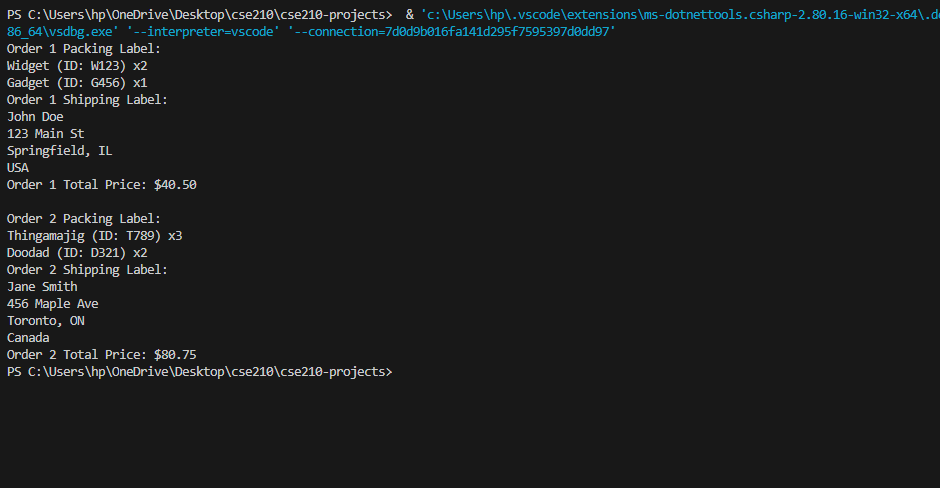 PS C:\Users\hp\OneDrive\Desktop\cse210\cse210-projects>  & 'c:\Users\hp\.vscode\extensions\ms-dotnettools.csharp-2.80.16-win32-x64\.de
86_64\vsdbg.exe' '--interpreter=vscode' '--connection=7d0d9b016fa141d295f7595397d0dd97'
Order 1 Packing Label:
Widget (ID: W123) x2
Gadget (ID: G456) x1
Order 1 Shipping Label:
John Doe
123 Main St
Springfield, IL
USA
Order 1 Total Price: $40.50

Order 2 Packing Label:
Thingamajig (ID: T789) x3
Doodad (ID: D321) x2
Order 2 Shipping Label:
Jane Smith
456 Maple Ave
Toronto, ON
Canada
Order 2 Total Price: $80.75
PS C:\Users\hp\OneDrive\Desktop\cse210\cse210-projects>